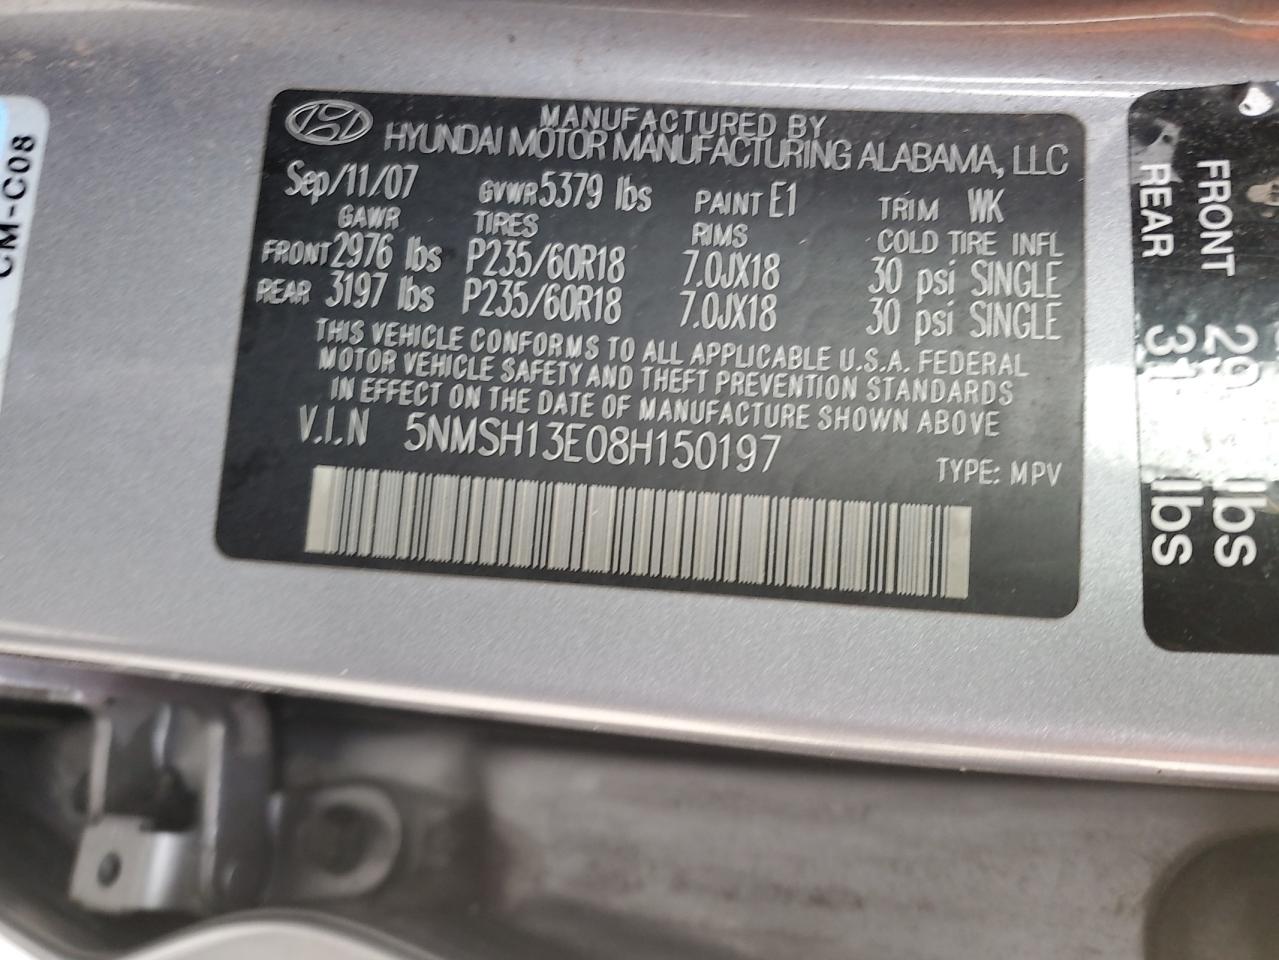 CM-C08
MANUFACTURED BY
HYUNDAI MOTOR MANUFACTURING ALABAMA, LLC
Sep/11/07 GVWR 5379 lbs PAINT E1 TRIM WK
GAWR TIRES RIMS COLD TIRE INFL
FRONT 2976 lbs P235/60R18 7.0JX18 30 psi SINGLE
REAR 3197 lbs P235/60R18 7.0JX18 30 psi SINGLE
THIS VEHICLE CONFORMS TO ALL APPLICABLE U.S.A. FEDERAL
MOTOR VEHICLE SAFETY AND THEFT PREVENTION STANDARDS
IN EFFECT ON THE DATE OF MANUFACTURE SHOWN ABOVE
V.I.N 5NMSH13E08H150197
TYPE: MPV
FRONT lbs
REAR lbs